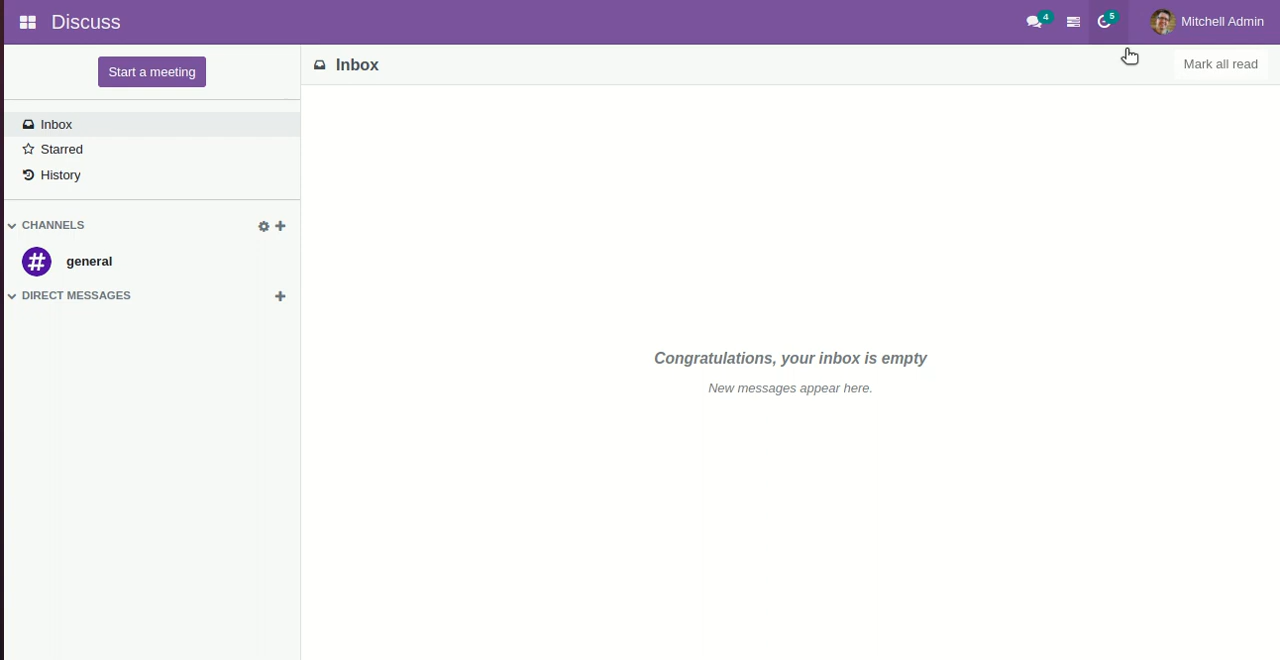 Discuss
4
5
Mitchell Admin
Start a meeting
Inbox
Mark all read
Inbox
Starred
History
CHANNELS
general
DIRECT MESSAGES
Congratulations, your inbox is empty
New messages appear here.